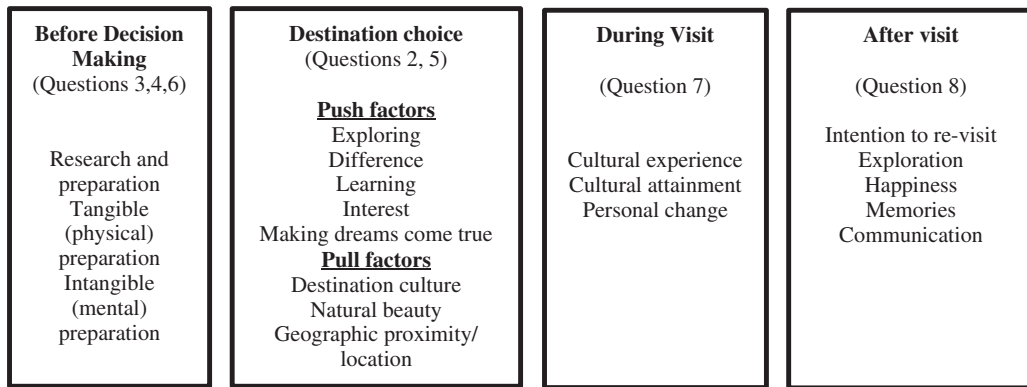 Before Decision
Making
(Questions 3,4,6)
Research and
preparation
Tangible
(physical)
preparation
Intangible
(mental)
preparation
Destination choice
(Questions 2, 5)
Push factors
Exploring
Difference
Learning
Interest
Making dreams come true
Pull factors
Destination culture
Natural beauty
Geographic proximity/
location
During Visit
(Question 7)
Cultural experience
Cultural attainment
Personal change
After visit
(Question 8)
Intention to re-visit
Exploration
Happiness
Memories
Communication